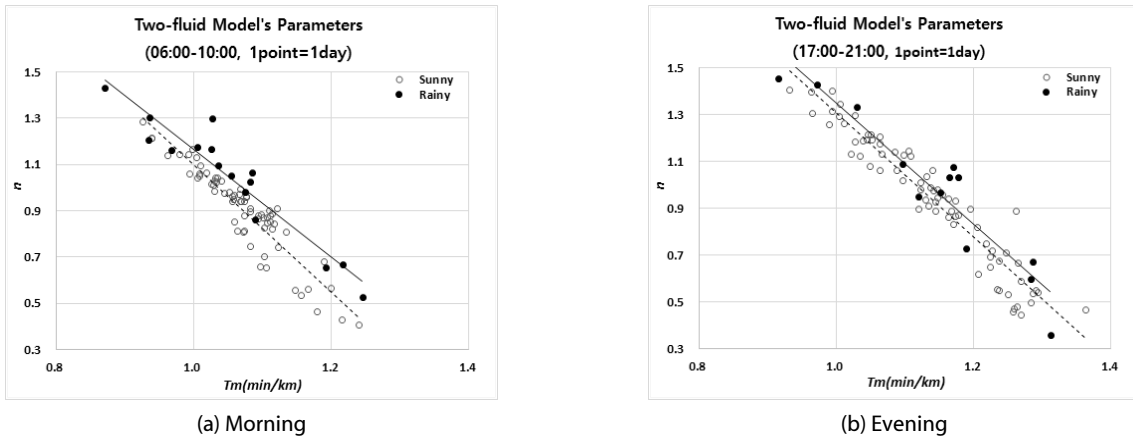 Two-fluid Model's Parameters
(06:00-10:00, 1point=1day)
1.5
1.3
1.1
0.9
0.7
0.5
0.3
n
Sunny
Rainy
0.8
1.0
1.2
1.4
Tm(min/km)
(a) Morning
Two-fluid Model's Parameters
(17:00-21:00, 1point=1day)
1.5
1.3
1.1
0.9
0.7
0.5
0.3
n
Sunny
Rainy
0.8
1.0
1.2
1.4
Tm(min/km)
(b) Evening